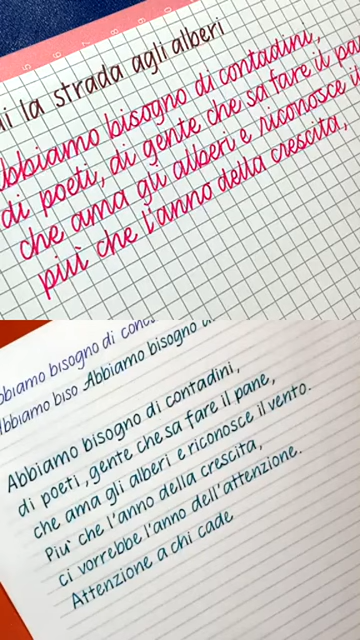 la strada agli alberi
Abbiamo bisogno di contadini,
di poeti, di gente che sa fare il
che ama gli alberi e riconosce il
più che l'anno della crescita,
bbiamo bisogno di
bbiamo biso Abbiamo bisogno
Abbiamo bisogno di contadini,
di poeti, gente che sa fare il pane,
che ama gli alberi e riconosce il vento.
Piu' che l'anno della crescita,
ci vorrebbe l'anno dell'attenzione.
Attenzione a chi cade